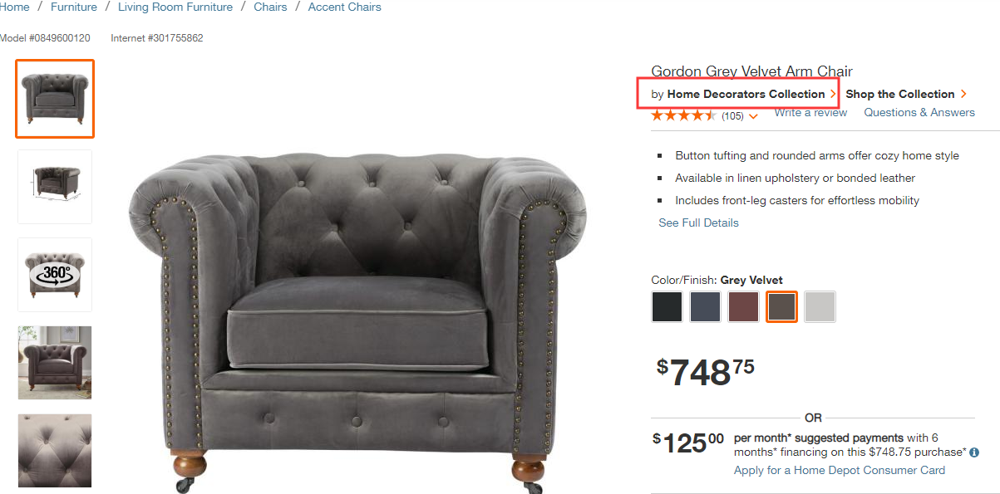 Home / Furniture / Living Room Furniture / Chairs / Accent Chairs
Model #0849600120 Internet #301755862
360°
Gordon Grey Velvet Arm Chair
by Home Decorators Collection > Shop the Collection >
(105) Write a review Questions & Answers
Button tufting and rounded arms offer cozy home style
Available in linen upholstery or bonded leather
Includes front-leg casters for effortless mobility
See Full Details
Color/Finish: Grey Velvet
$748 75
OR
$125 00 per month* suggested payments with 6
months* financing on this $748.75 purchase* i
Apply for a Home Depot Consumer Card